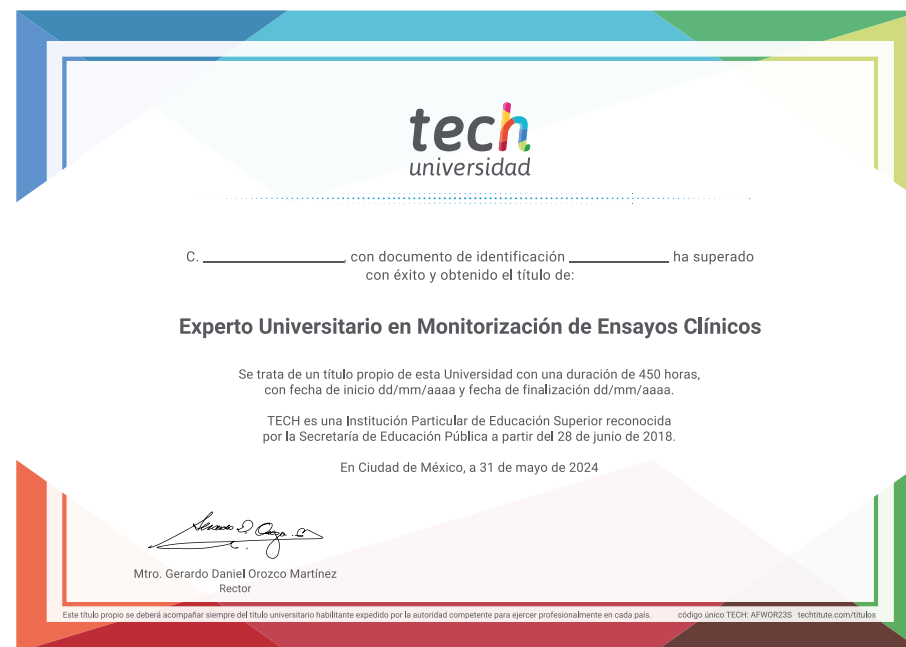 tech
universidad
C. ____________________, con documento de identificación ______________ ha superado
con éxito y obtenido el título de:
Experto Universitario en Monitorización de Ensayos Clínicos
Se trata de un título propio de esta Universidad con una duración de 450 horas,
con fecha de inicio dd/mm/aaaa y fecha de finalización dd/mm/aaaa.
TECH es una Institución Particular de Educación Superior reconocida
por la Secretaría de Educación Pública a partir del 28 de junio de 2018.
En Ciudad de México, a 31 de mayo de 2024
Mtro. Gerardo Daniel Orozco Martínez
Rector
Este título propio se deberá acompañar siempre del título universitario habilitante expedido por la autoridad competente para ejercer profesionalmente en cada país. código único TECH: AFWOR23S techtitute.com/titulos